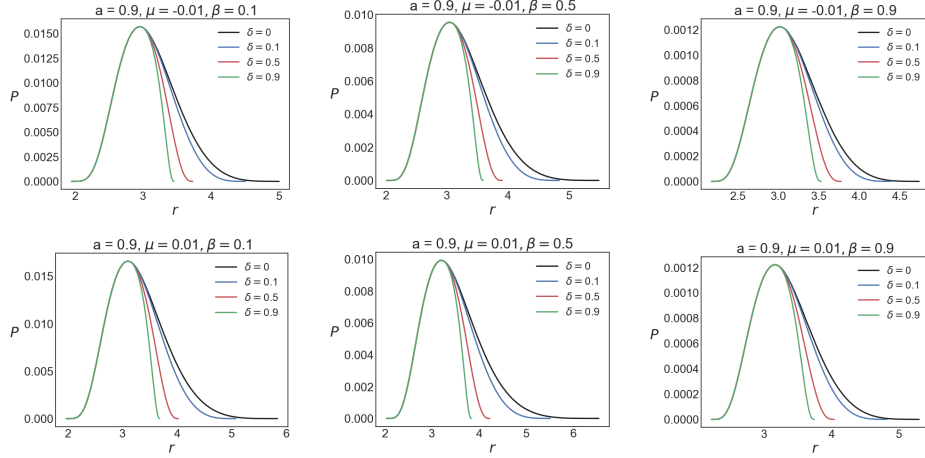 a = 0.9, μ = -0.01, β = 0.1
P
0.0150
0.0125
0.0100
0.0075
0.0050
0.0025
0.0000
δ = 0
δ = 0.1
δ = 0.5
δ = 0.9
2 3 4 5
r
a = 0.9, μ = -0.01, β = 0.5
P
0.010
0.008
0.006
0.004
0.002
0.000
δ = 0
δ = 0.1
δ = 0.5
δ = 0.9
2 3 4 5
r
a = 0.9, μ = -0.01, β = 0.9
P
0.0012
0.0010
0.0008
0.0006
0.0004
0.0002
0.0000
δ = 0
δ = 0.1
δ = 0.5
δ = 0.9
2.5 3.0 3.5 4.0 4.5
r
a = 0.9, μ = 0.01, β = 0.1
P
0.015
0.010
0.005
0.000
δ = 0
δ = 0.1
δ = 0.5
δ = 0.9
2 3 4 5 6
r
a = 0.9, μ = 0.01, β = 0.5
P
0.010
0.008
0.006
0.004
0.002
0.000
δ = 0
δ = 0.1
δ = 0.5
δ = 0.9
2 3 4 5 6
r
a = 0.9, μ = 0.01, β = 0.9
P
0.0012
0.0010
0.0008
0.0006
0.0004
0.0002
0.0000
δ = 0
δ = 0.1
δ = 0.5
δ = 0.9
3 4 5
r